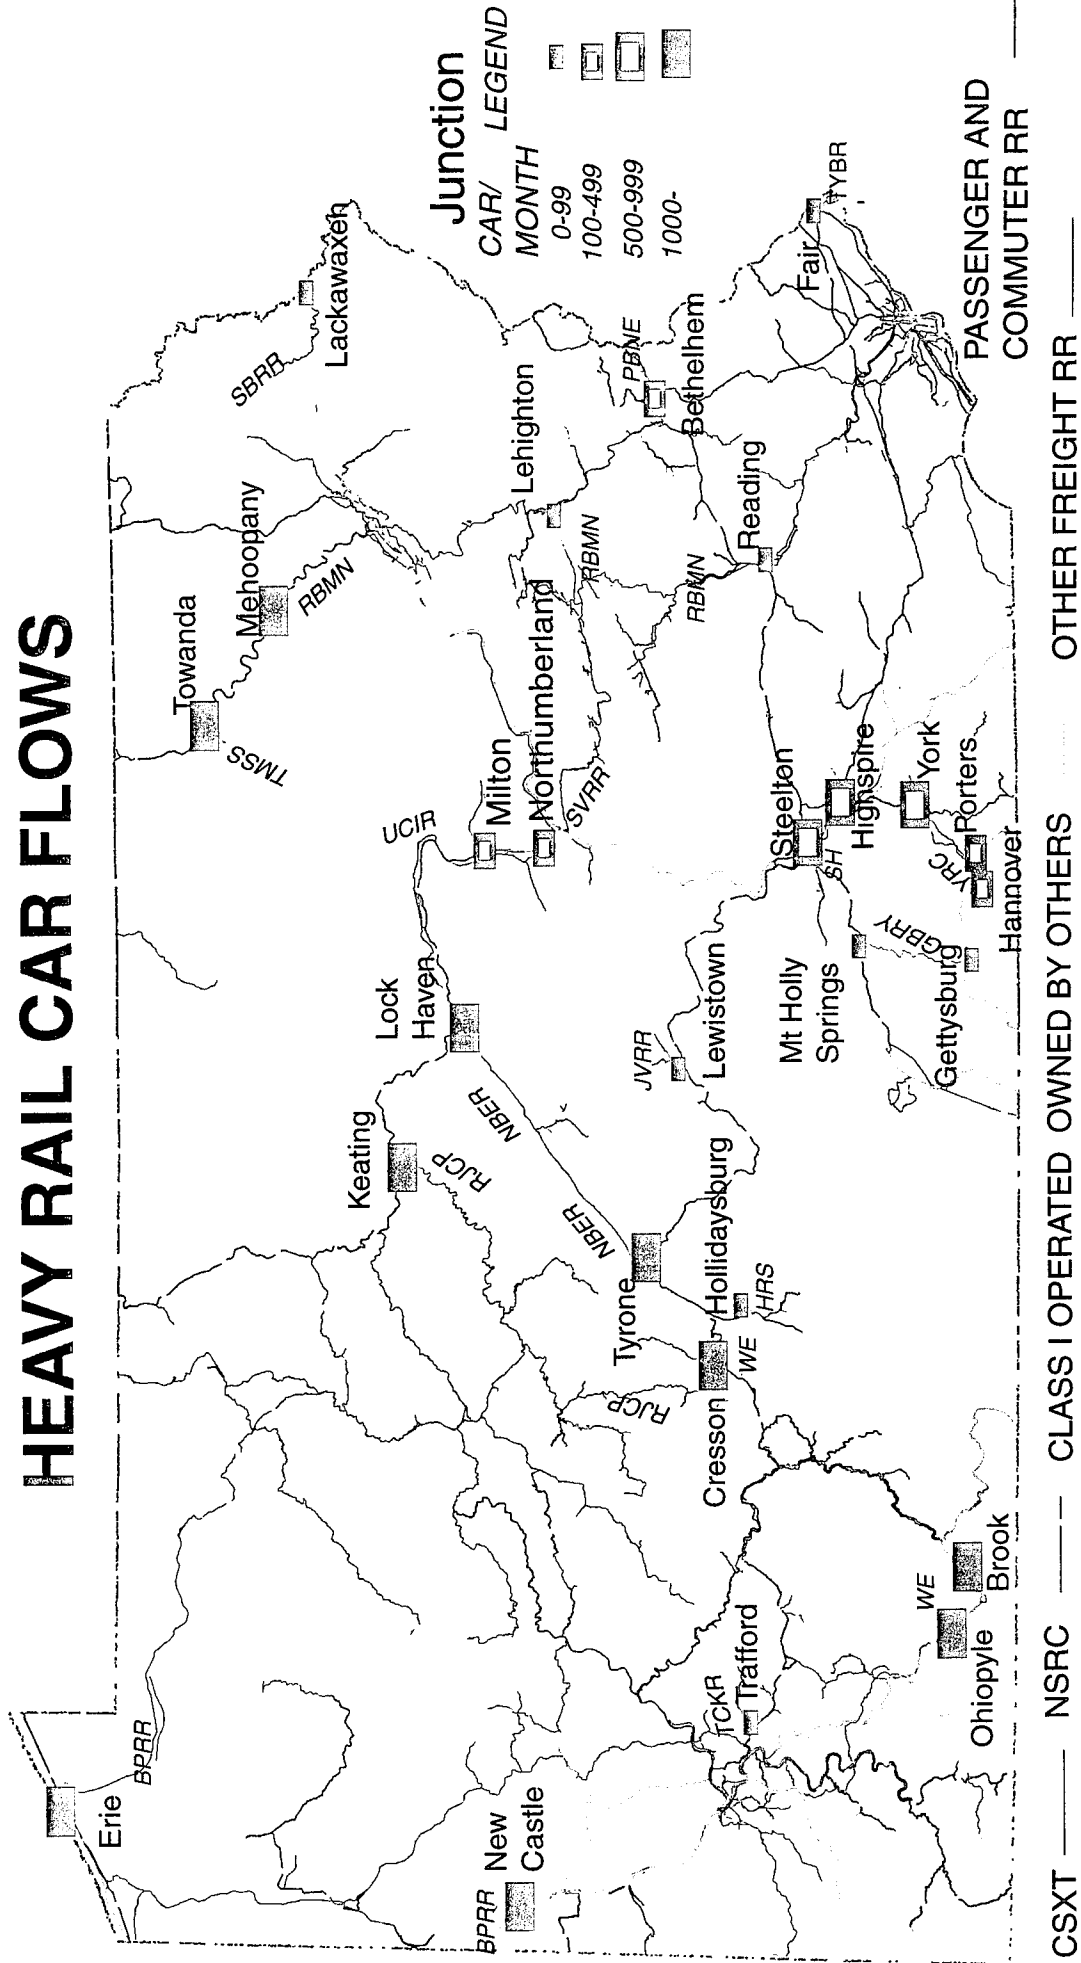 HEAVY RAIL CAR FLOWS
Junction
CAR/ LEGEND
MONTH
0-99
100-499
500-999
1000-
Erie
BPRR
New
Castle
BPRR
Keating
RJCP
Lock
Haven
NBER
NBER
UCIR
Milton
Northumberland
SVRR
Towanda
TMSS
Mehoopany
RBMN
SBRR
Lackawaxen
Lehighton
RBMN
RBMN
Reading
PBNE
Bethelhem
Fair
TYBR
Tyrone
Hollidaysburg
HRS
WE
Cresson
RJCP
JVRR
Lewistown
Mt Holly
Springs
Steelton
SH
Highspire
York
Porters
YRC
Hannover
GBRY
Gettysburg
TCKR
Trafford
WE
Ohiopyle
Brook
PASSENGER AND
COMMUTER RR
CSXT NSRC CLASS I OPERATED OWNED BY OTHERS OTHER FREIGHT RR